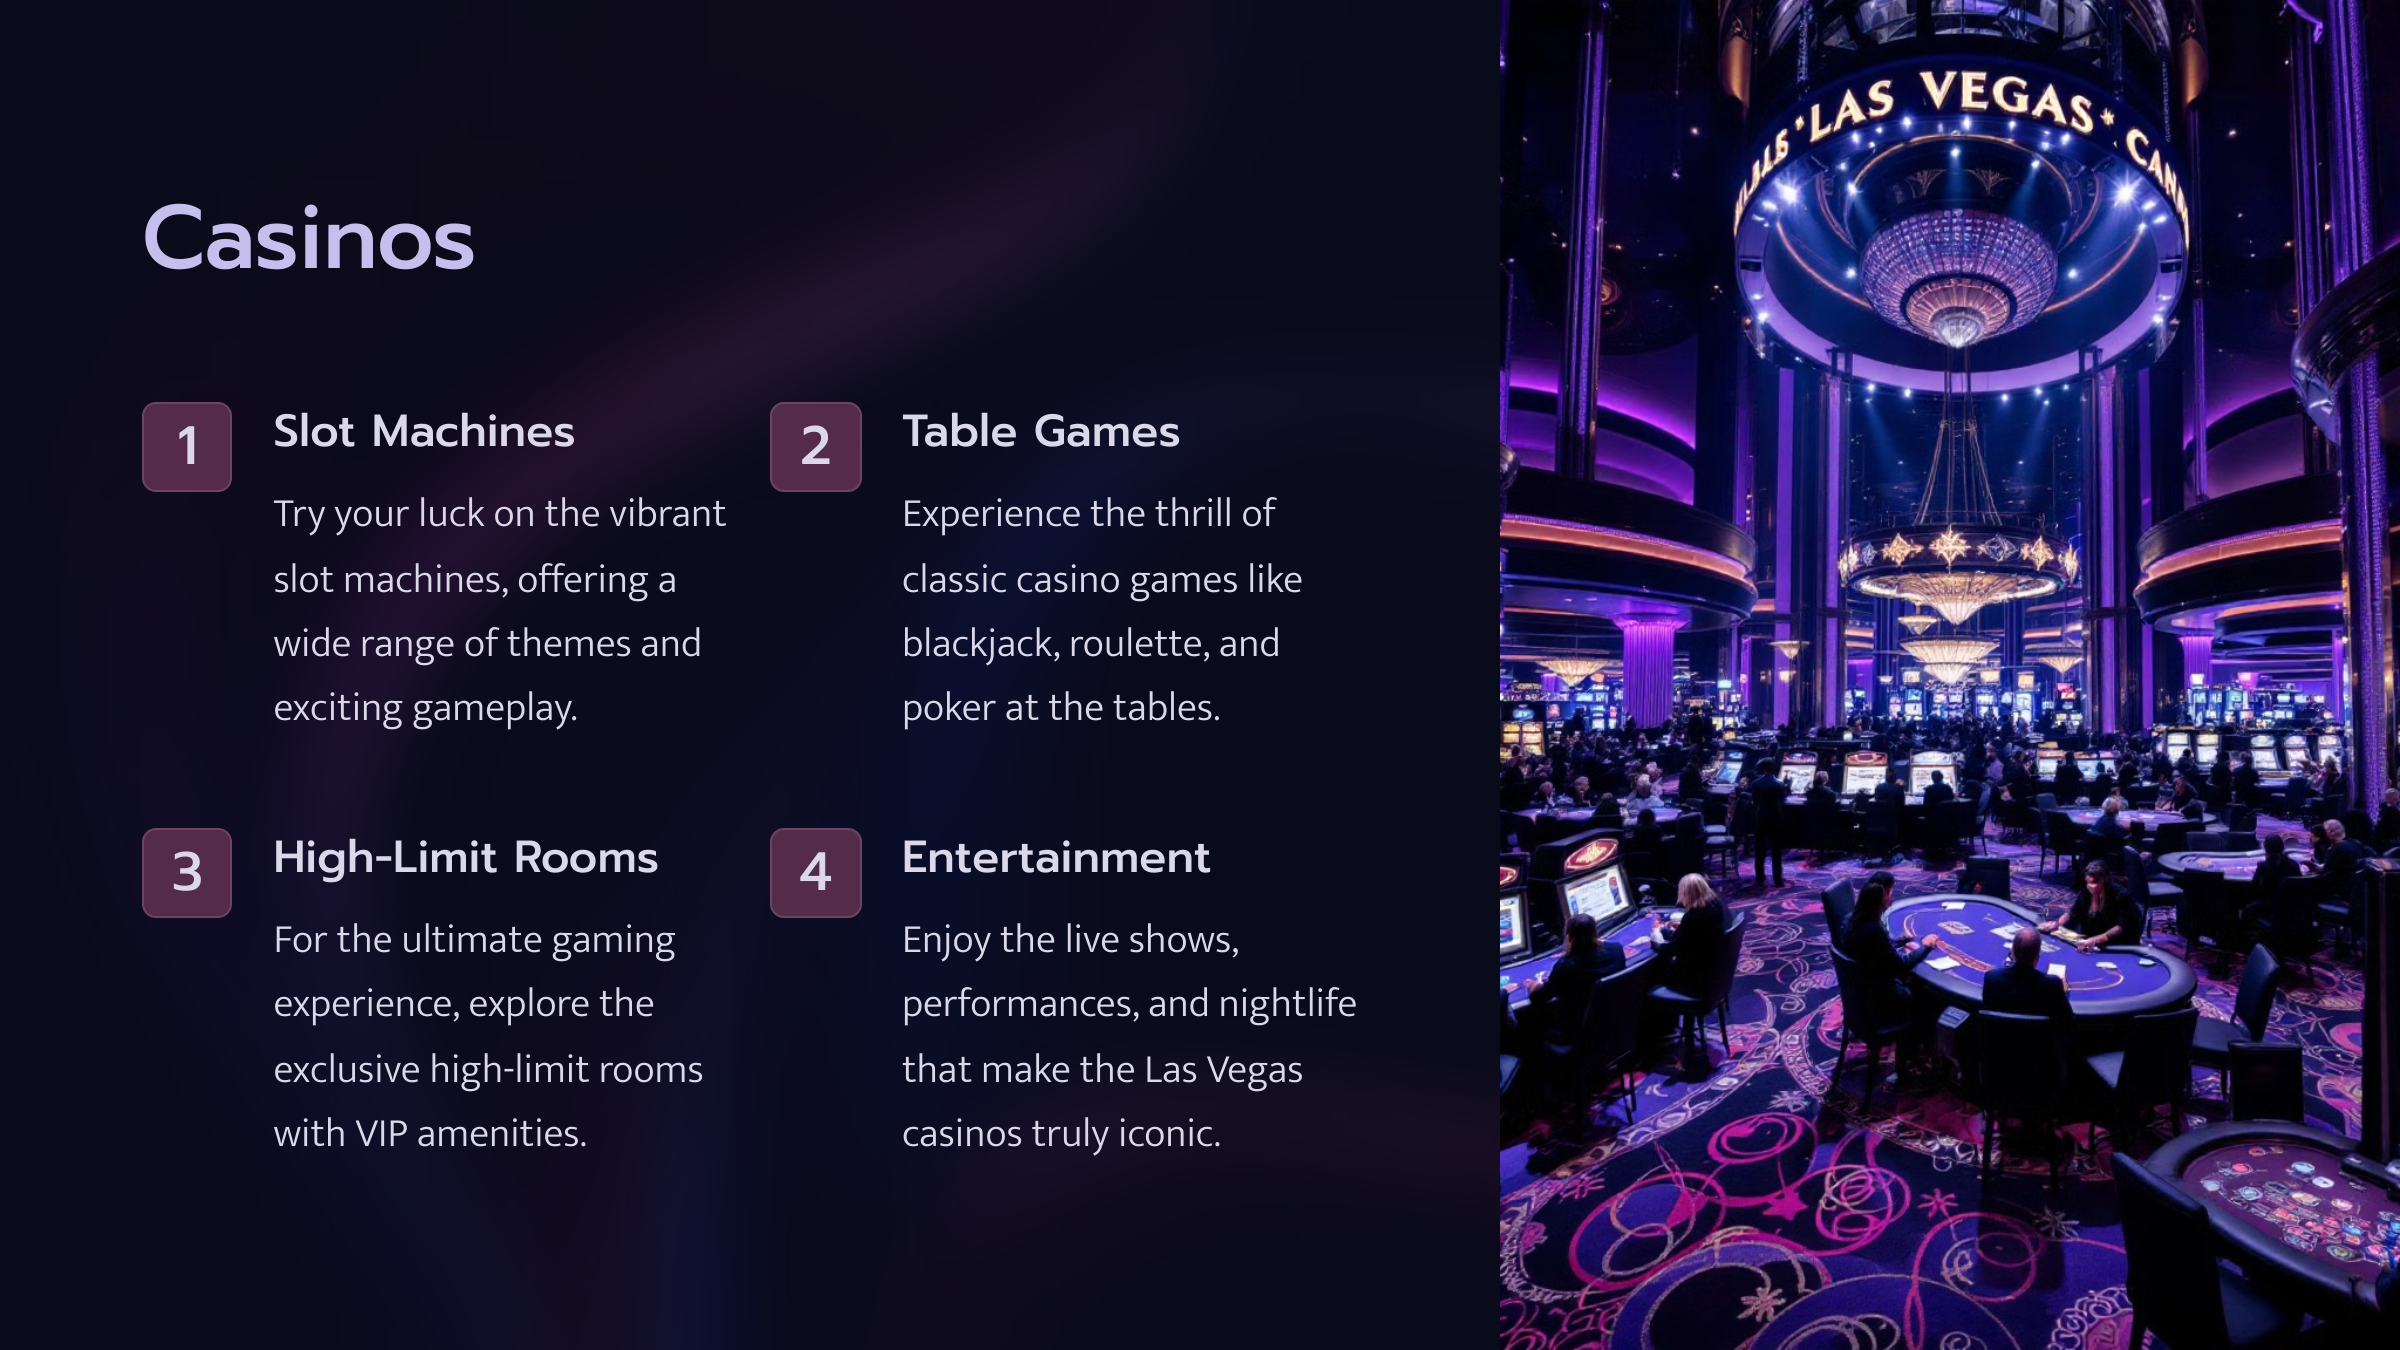 Casinos
1
Slot Machines
Try your luck on the vibrant
slot machines, offering a
wide range of themes and
exciting gameplay.
2
Table Games
Experience the thrill of
classic casino games like
blackjack, roulette, and
poker at the tables.
3
High-Limit Rooms
For the ultimate gaming
experience, explore the
exclusive high-limit rooms
with VIP amenities.
4
Entertainment
Enjoy the live shows,
performances, and nightlife
that make the Las Vegas
casinos truly iconic.
LAS VEGAS